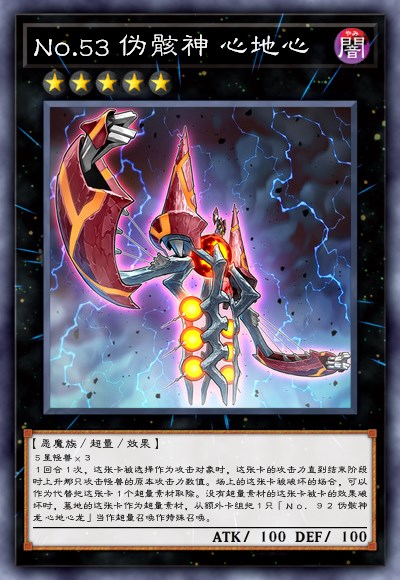 No.53 伪骸神 心地心
やみ
闇
【恶魔族／超量／效果】
５星怪兽×３
１回合１次，这张卡被选择作为攻击对象时，这张卡的攻击力直到结束阶段
时上升那只攻击怪兽的原本攻击力数值。场上的这张卡被破坏的场合，可以
作为代替把这张卡１个超量素材取除。没有超量素材的这张卡被卡的效果破
坏时，墓地的这张卡作为超量素材，从额外卡组把１只「Ｎｏ．９２ 伪骸神
龙 心地心龙」当作超量召唤作特殊召唤。
ATK/ 100 DEF/ 100